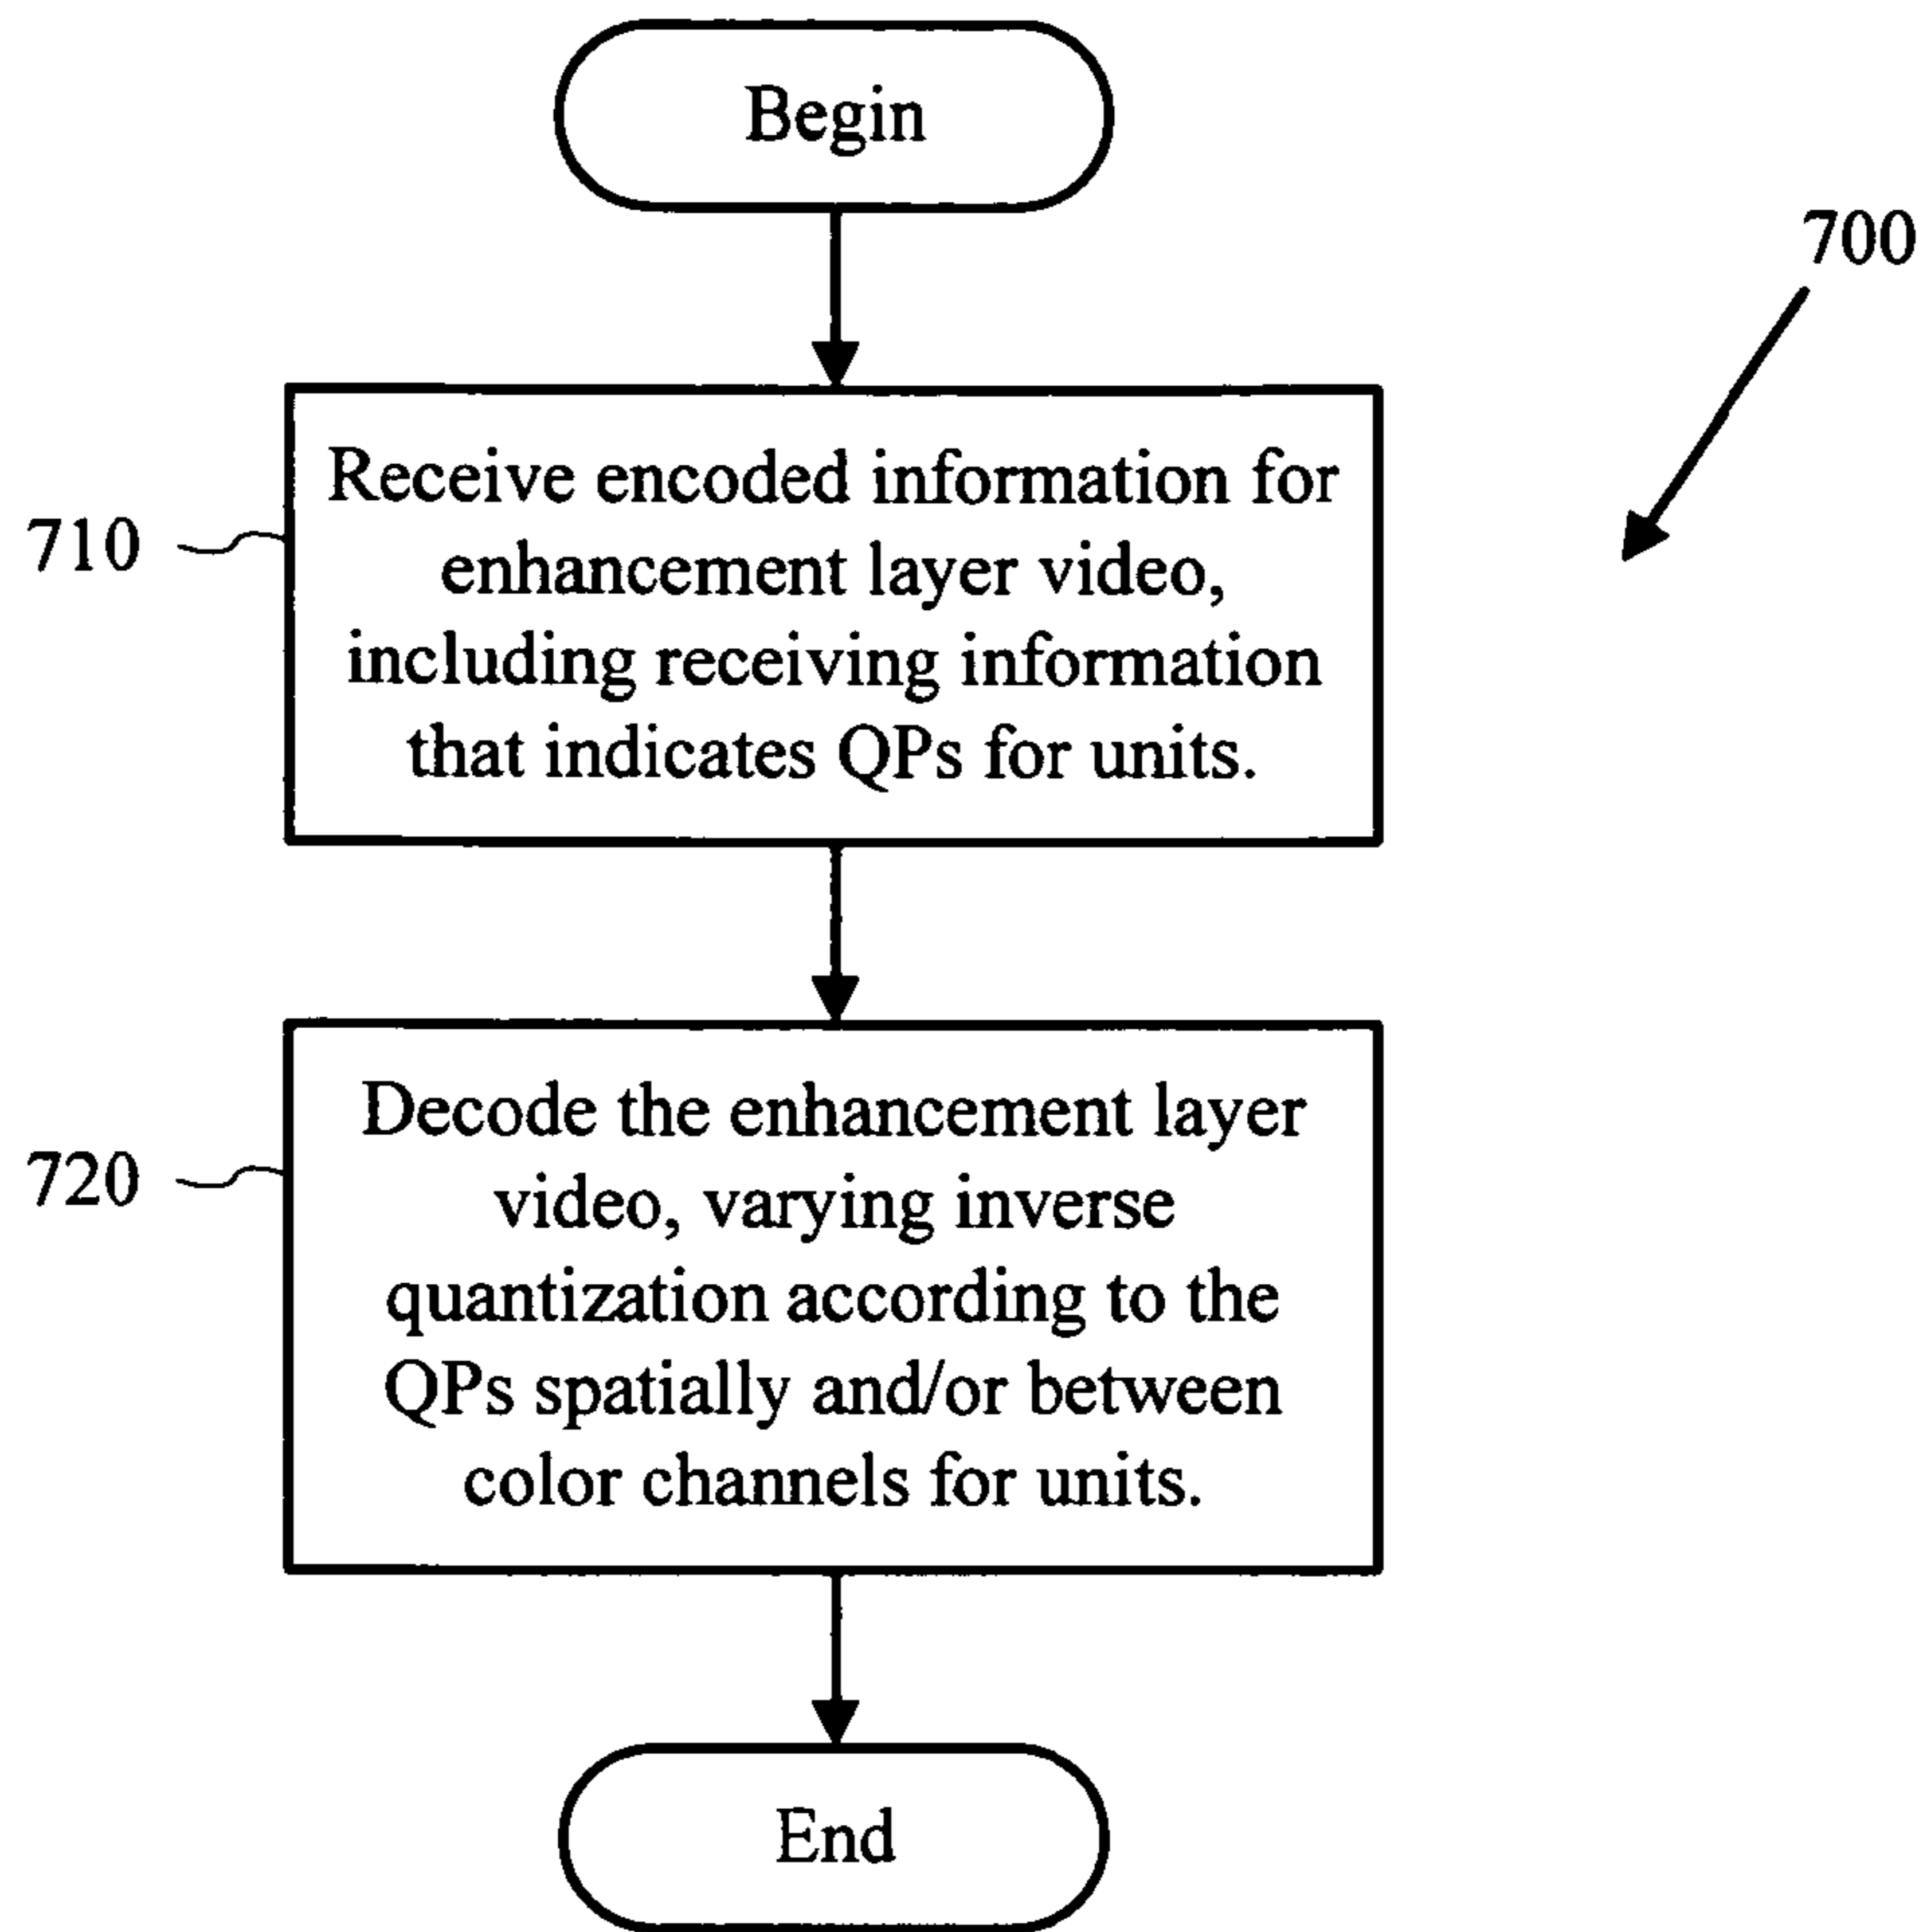 Begin
700
710
Receive encoded information for
enhancement layer video,
including receiving information
that indicates QPs for units.
720
Decode the enhancement layer
video, varying inverse
quantization according to the
QPs spatially and/or between
color channels for units.
End